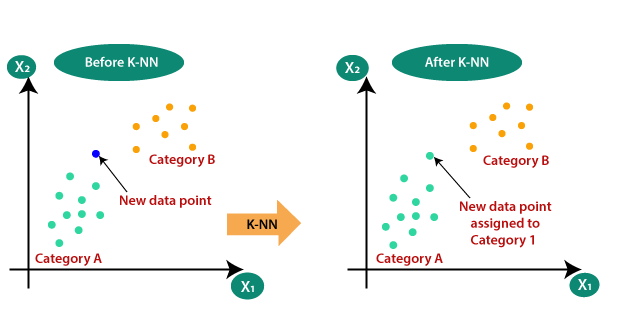 X₂
Before K-NN
Category B
New data point
Category A
X₁
K-NN
X₂
After K-NN
Category B
New data point
assigned to
Category 1
Category A
X₁